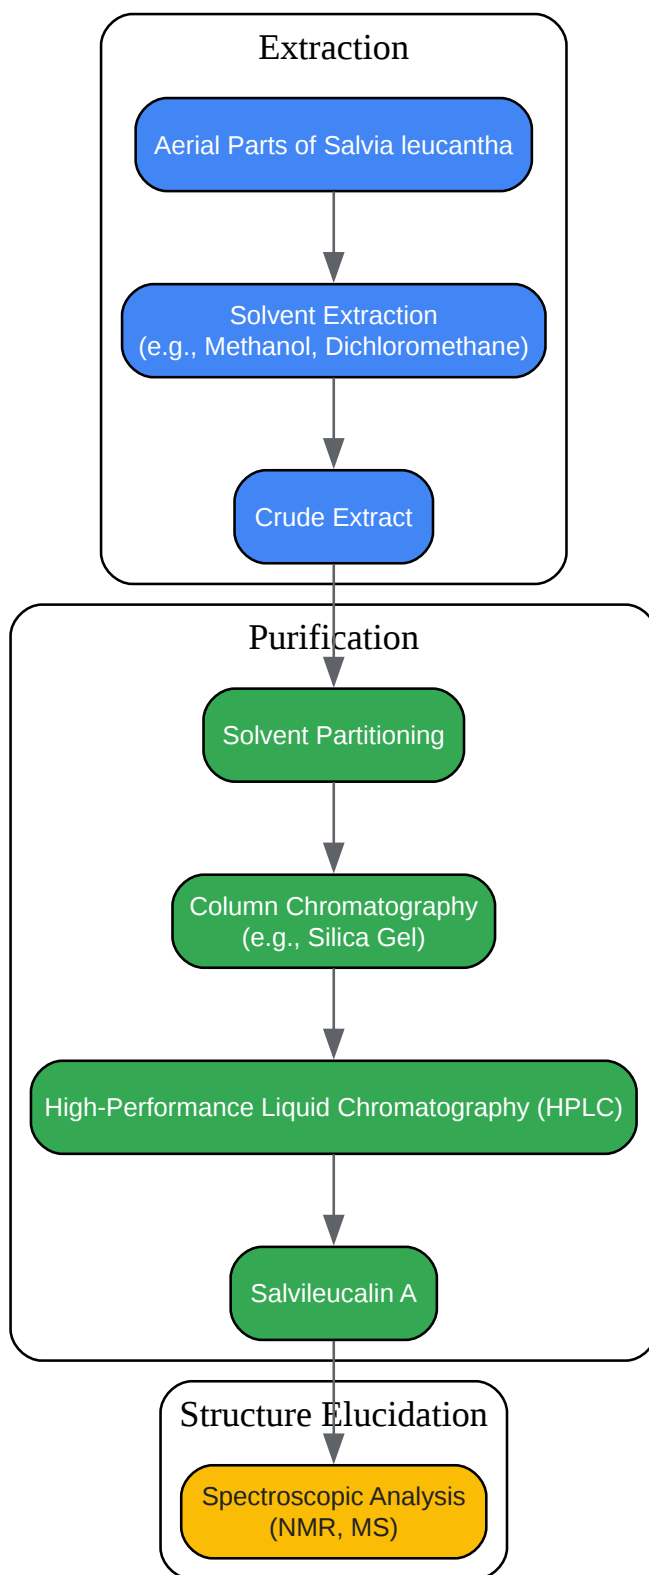 Extraction
Aerial Parts of Salvia leucantha
Solvent Extraction
(e.g., Methanol, Dichloromethane)
Crude Extract
Purification
Solvent Partitioning
Column Chromatography
(e.g., Silica Gel)
High-Performance Liquid Chromatography (HPLC)
Salvileucalin A
Structure Elucidation
Spectroscopic Analysis
(NMR, MS)